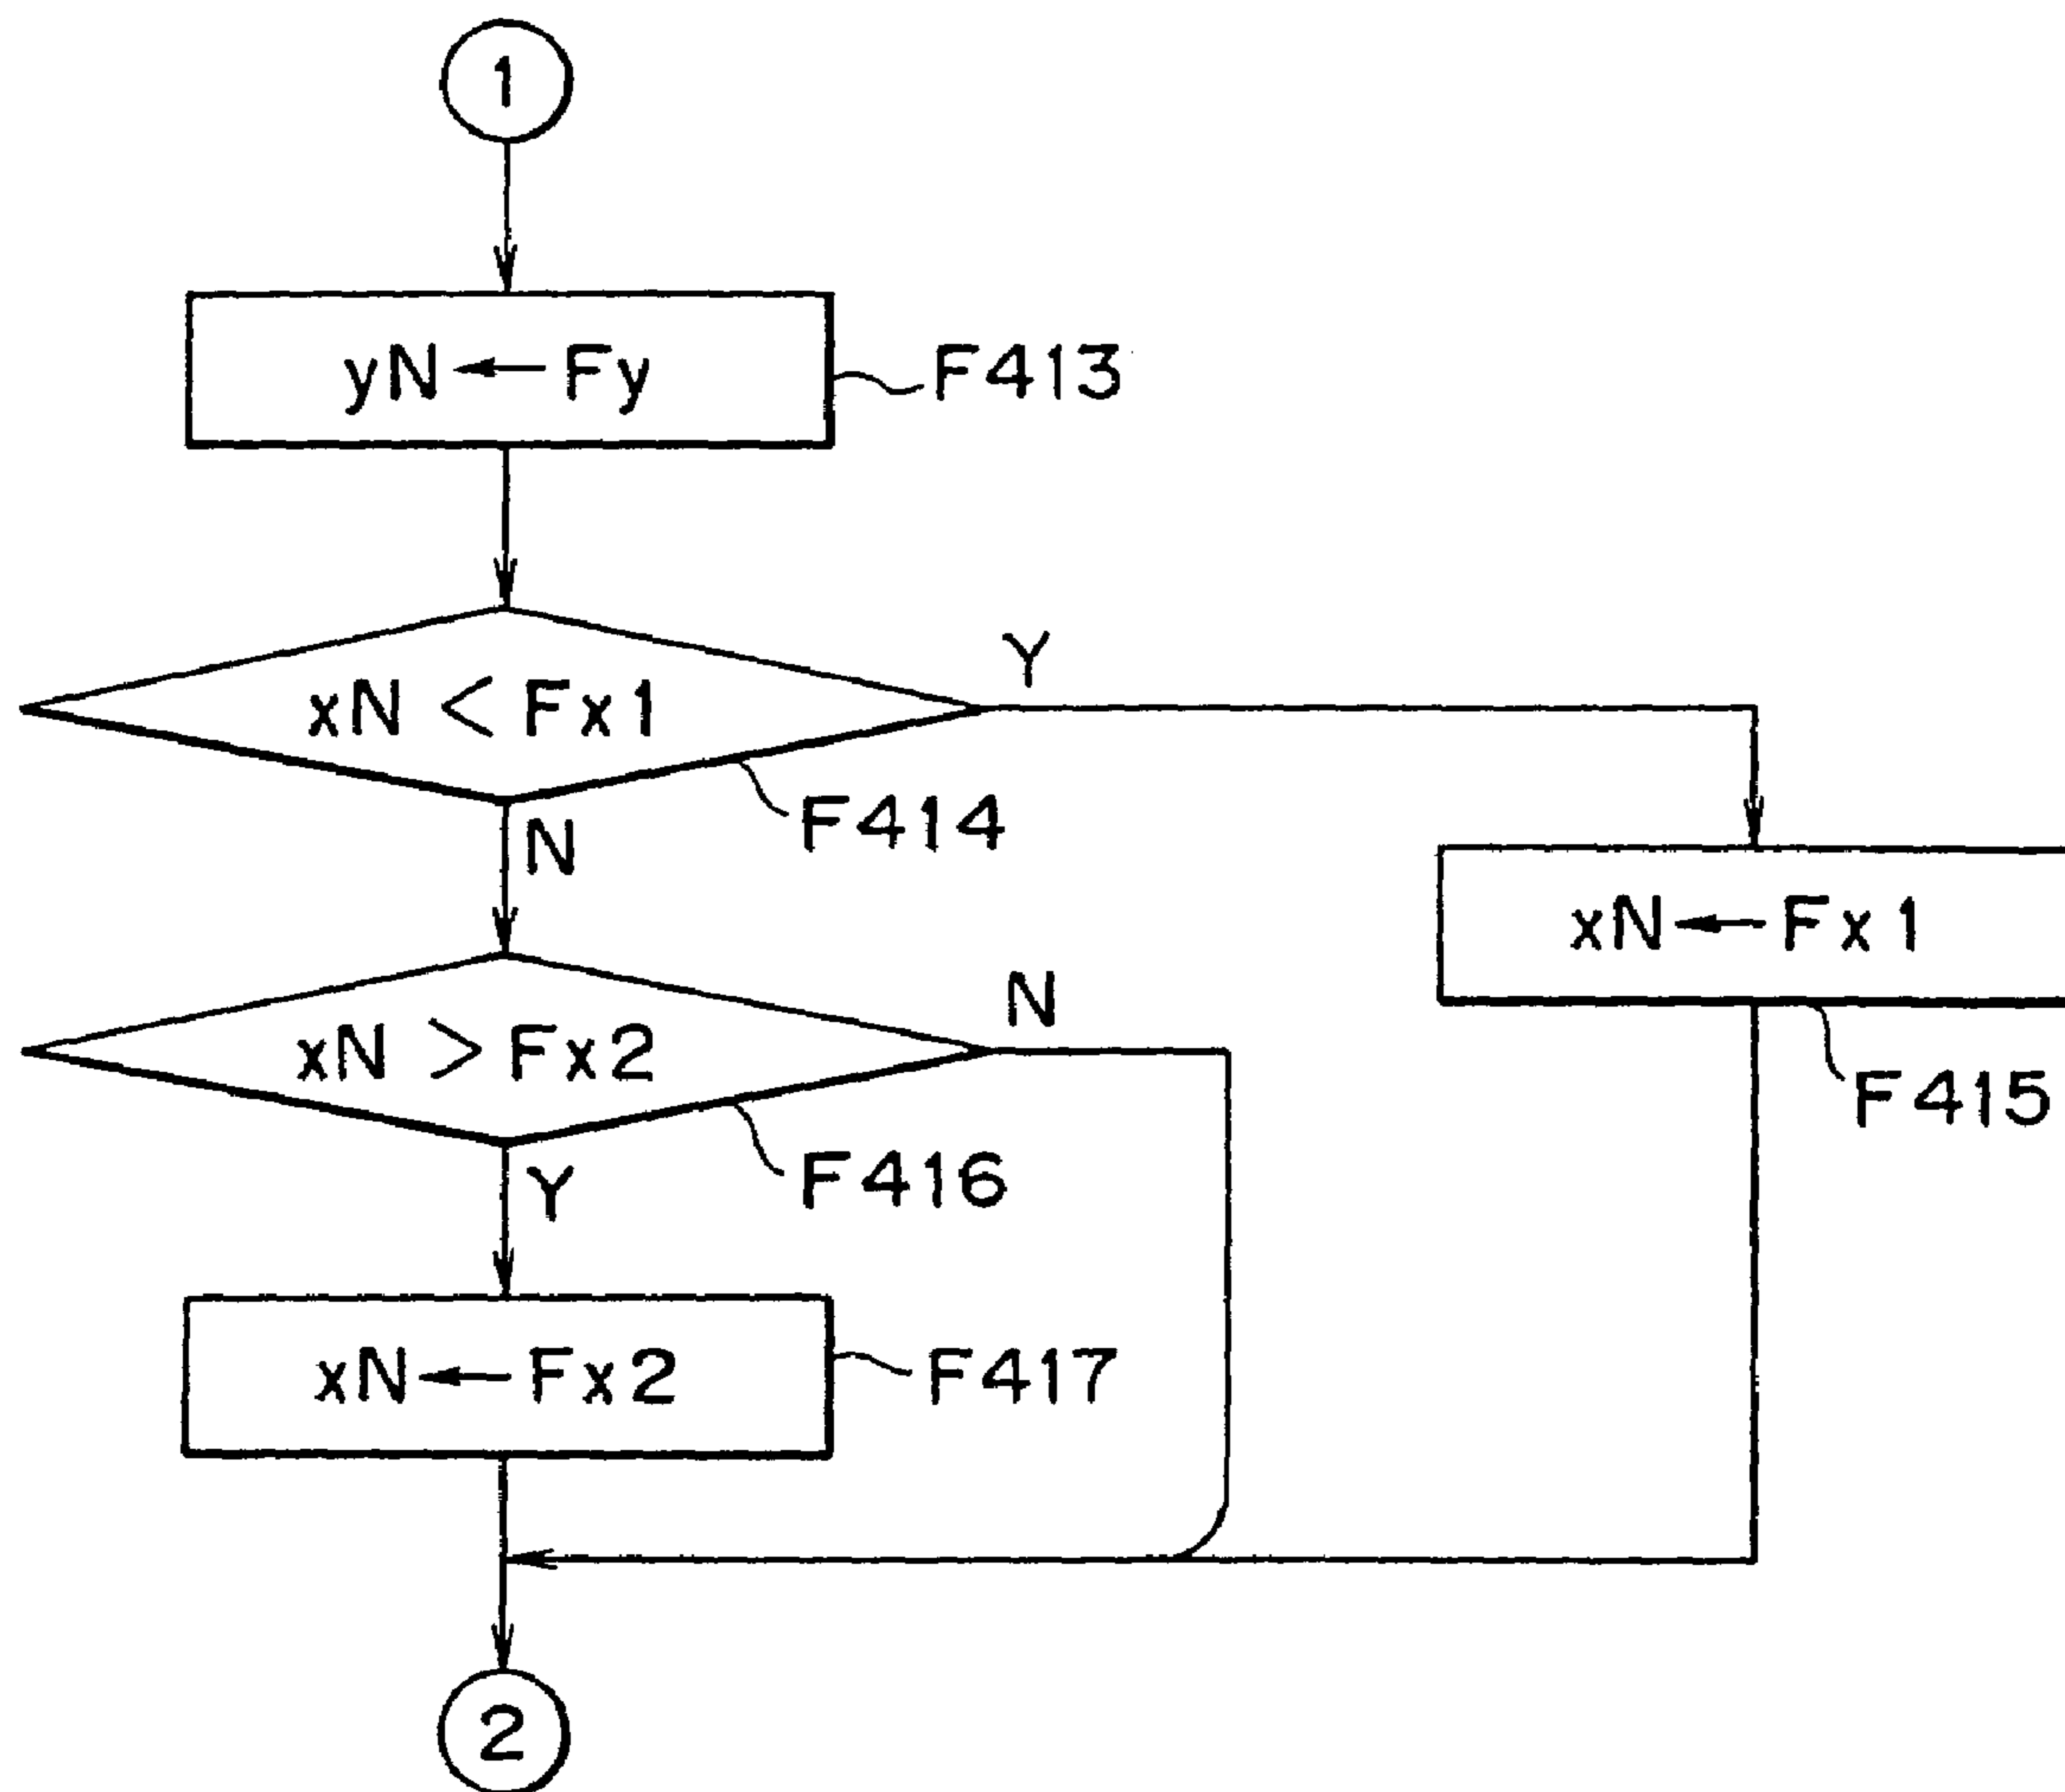 1
yN ← Fy
F413
xN < Fx1
Y
F414
N
xN ← Fx1
F415
xN > Fx2
N
F416
Y
xN ← Fx2
F417
2